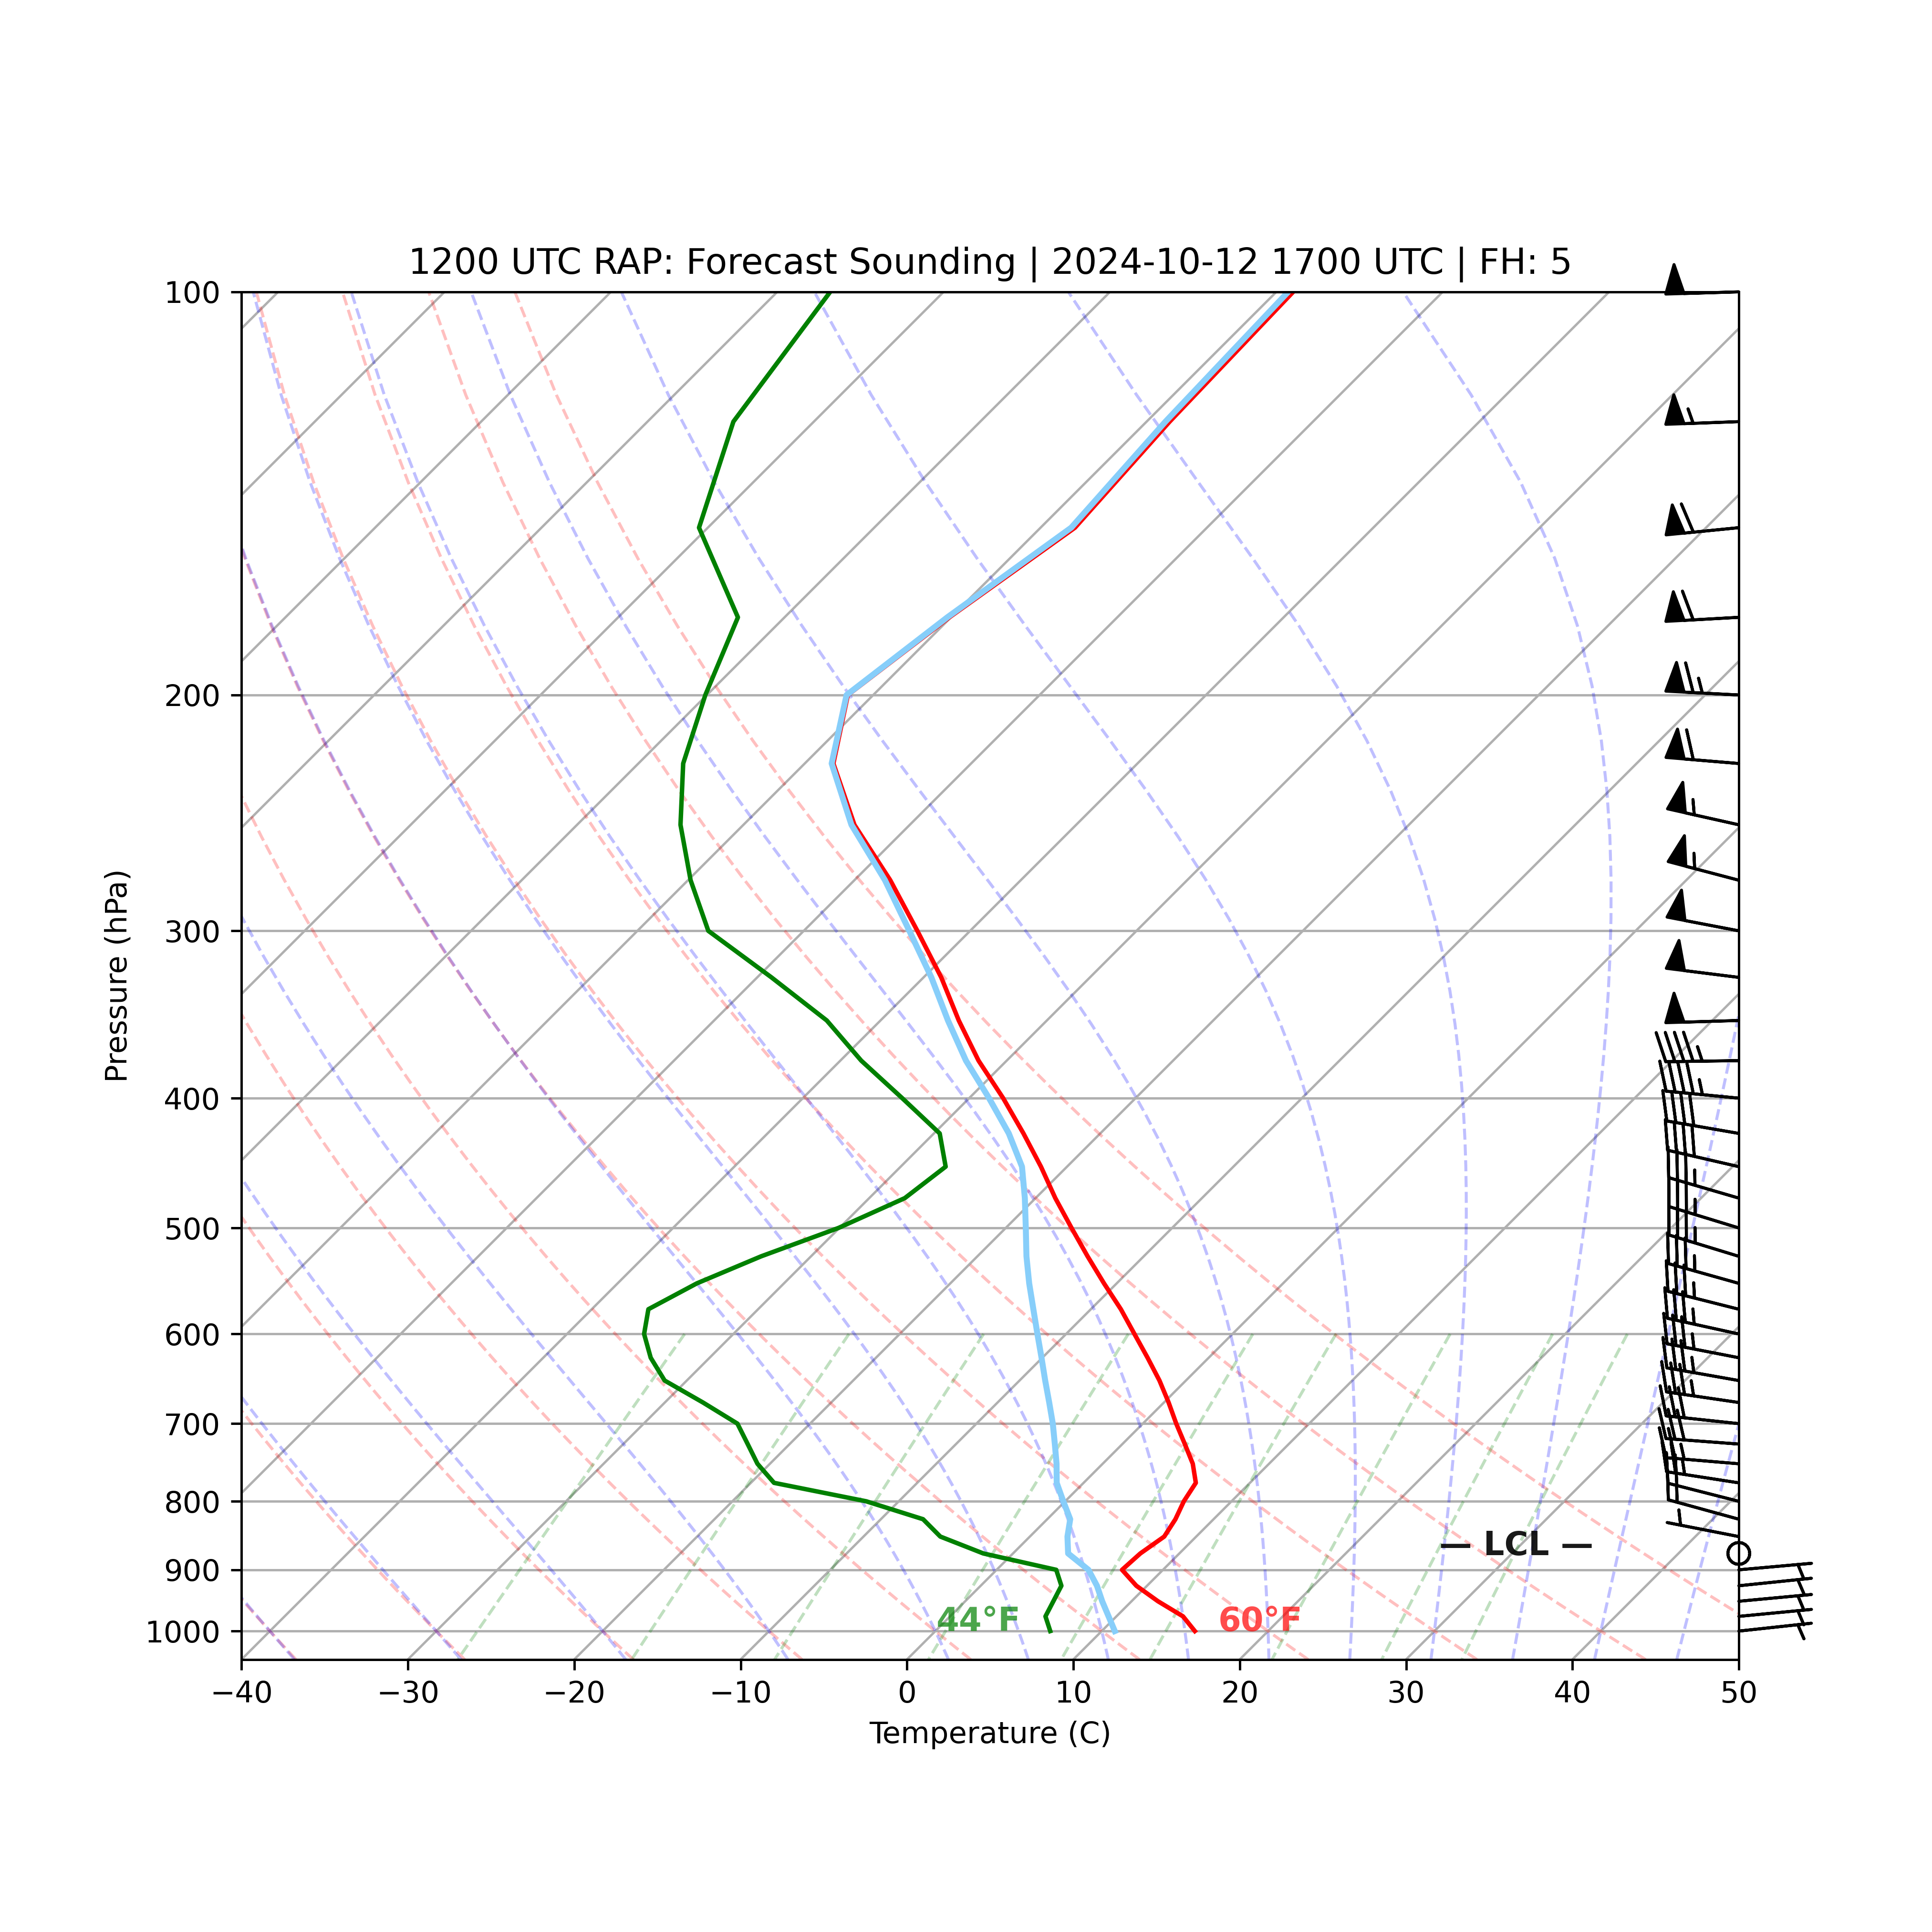 1200 UTC RAP: Forecast Sounding | 2024-10-12 1700 UTC | FH: 5
100
200
300
400
500
600
700
800
900
1000
Pressure (hPa)
— LCL —
44°F
60°F
−40 −30 −20 −10 0 10 20 30 40 50
Temperature (C)